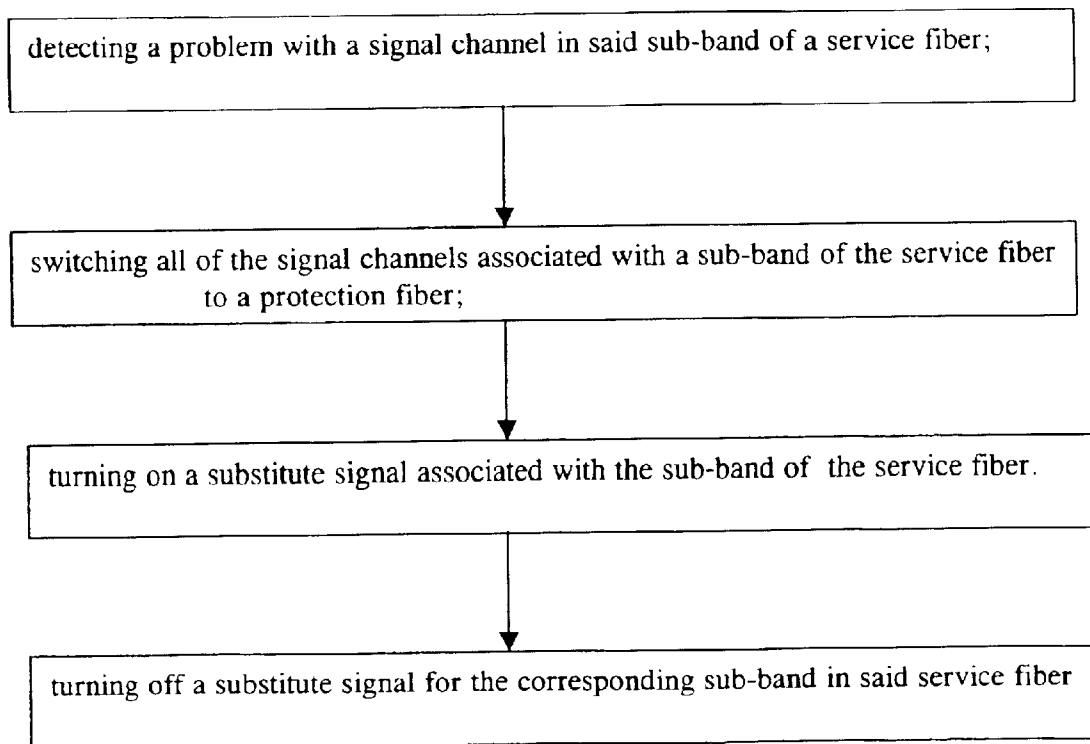 detecting a problem with a signal channel in said sub-band of a service fiber;
switching all of the signal channels associated with a sub-band of the service fiber
to a protection fiber;
turning on a substitute signal associated with the sub-band of the service fiber.
turning off a substitute signal for the corresponding sub-band in said service fiber